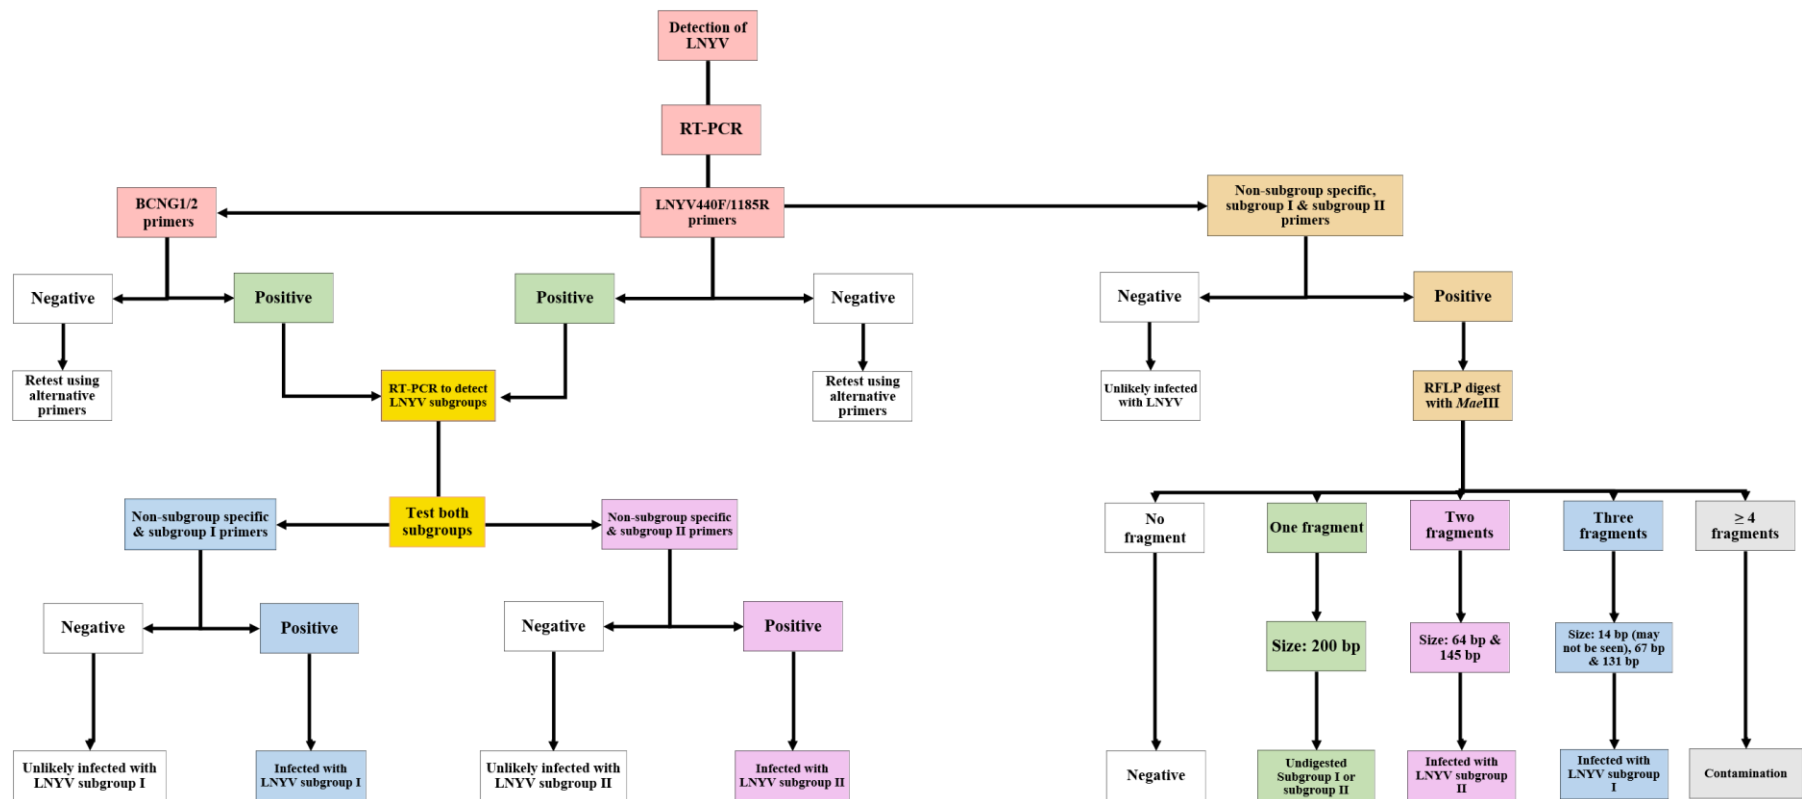 Detection of
LNYV
RT-PCR
BCNG1/2
primers
LNYV440F/1185R
primers
Non-subgroup specific,
subgroup I & subgroup II
primers
Negative
Positive
Positive
Negative
Negative
Positive
Retest using
alternative
primers
RT-PCR to detect
LNYV subgroups
Retest using
alternative
primers
Unlikely infected
with LNYV
RFLP digest
with MaeIII
Non-subgroup specific
& subgroup I primers
Test both
subgroups
Non-subgroup specific
& subgroup II primers
No
fragment
One fragment
Two
fragments
Three
fragments
≥ 4
fragments
Negative
Positive
Negative
Positive
Size: 200 bp
Size: 64 bp &
145 bp
Size: 14 bp (may
not be seen), 67 bp
& 131 bp
Unlikely infected with
LNYV subgroup I
Infected with
LNYV subgroup I
Unlikely infected with
LNYV subgroup II
Infected with
LNYV subgroup II
Negative
Undigested
Subgroup I or
subgroup II
Infected with
LNYV subgroup
II
Infected with
LNYV subgroup
I
Contamination